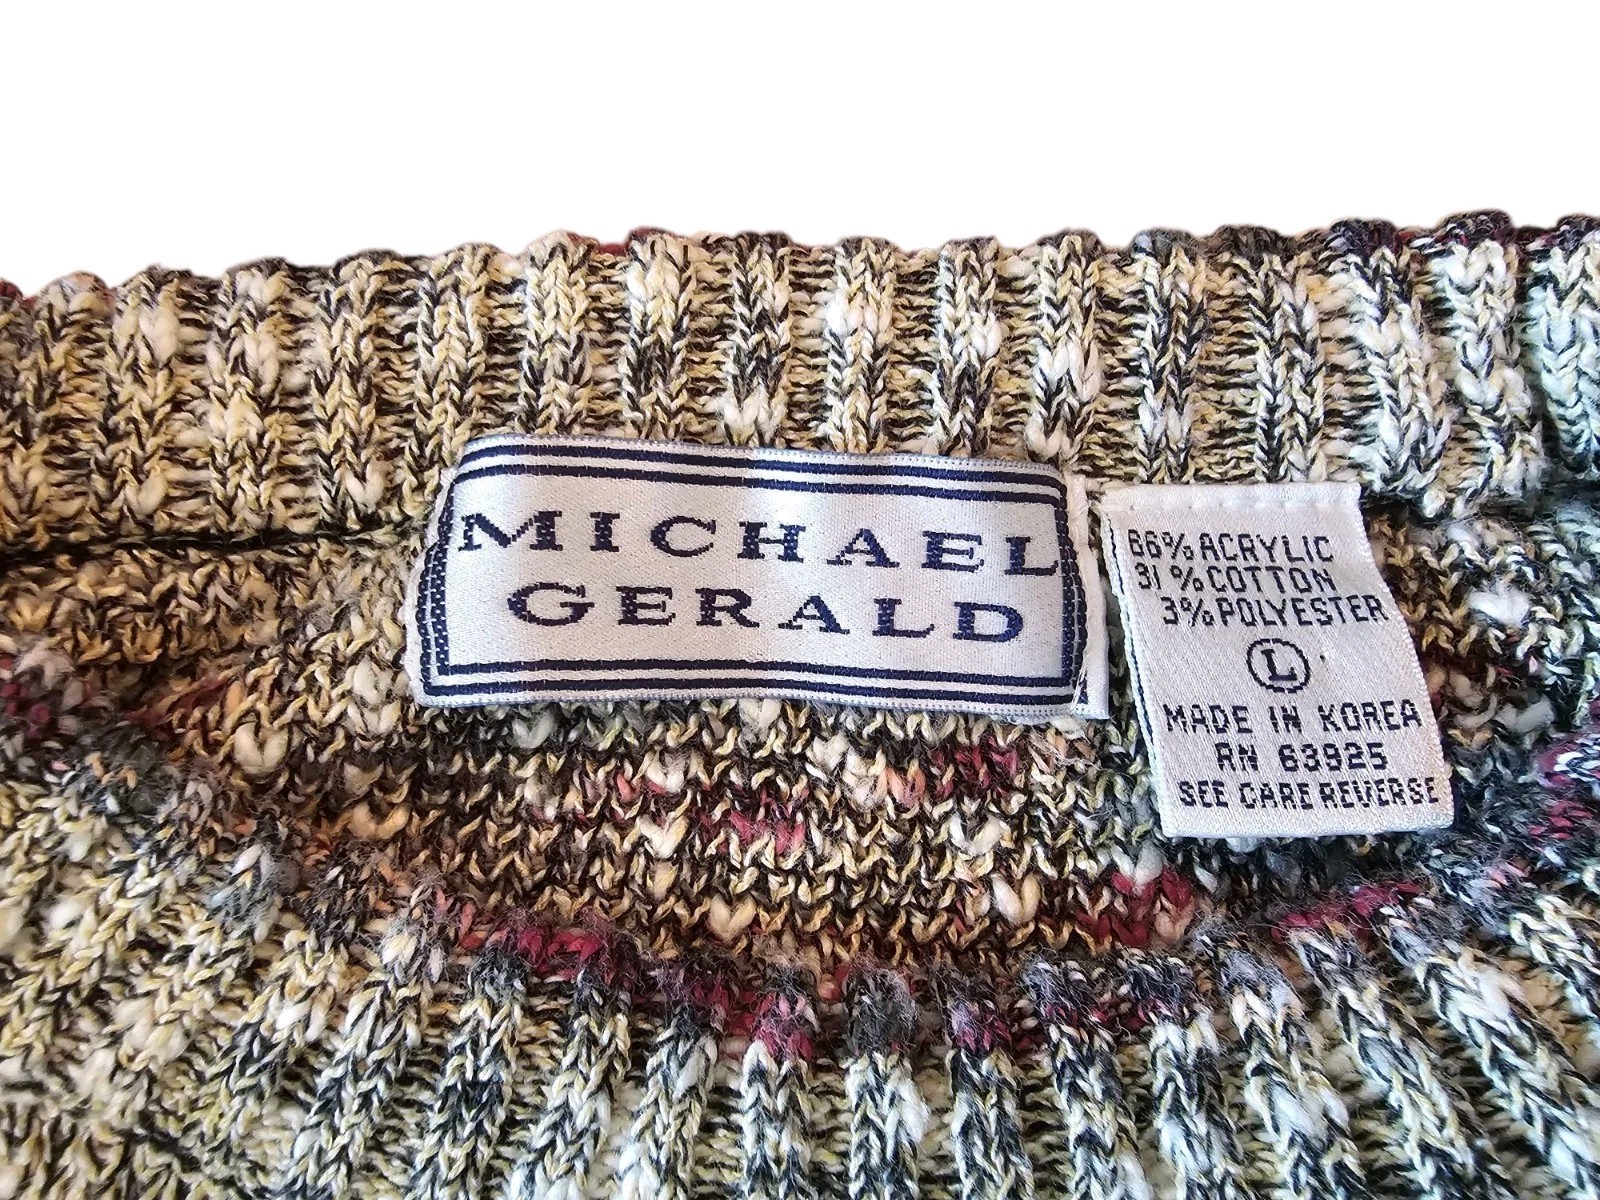 MICHAEL
GERALD
66% ACRYLIC
31% COTTON
3% POLYESTER
L
MADE IN KOREA
RN 63925
SEE CARE REVERSE